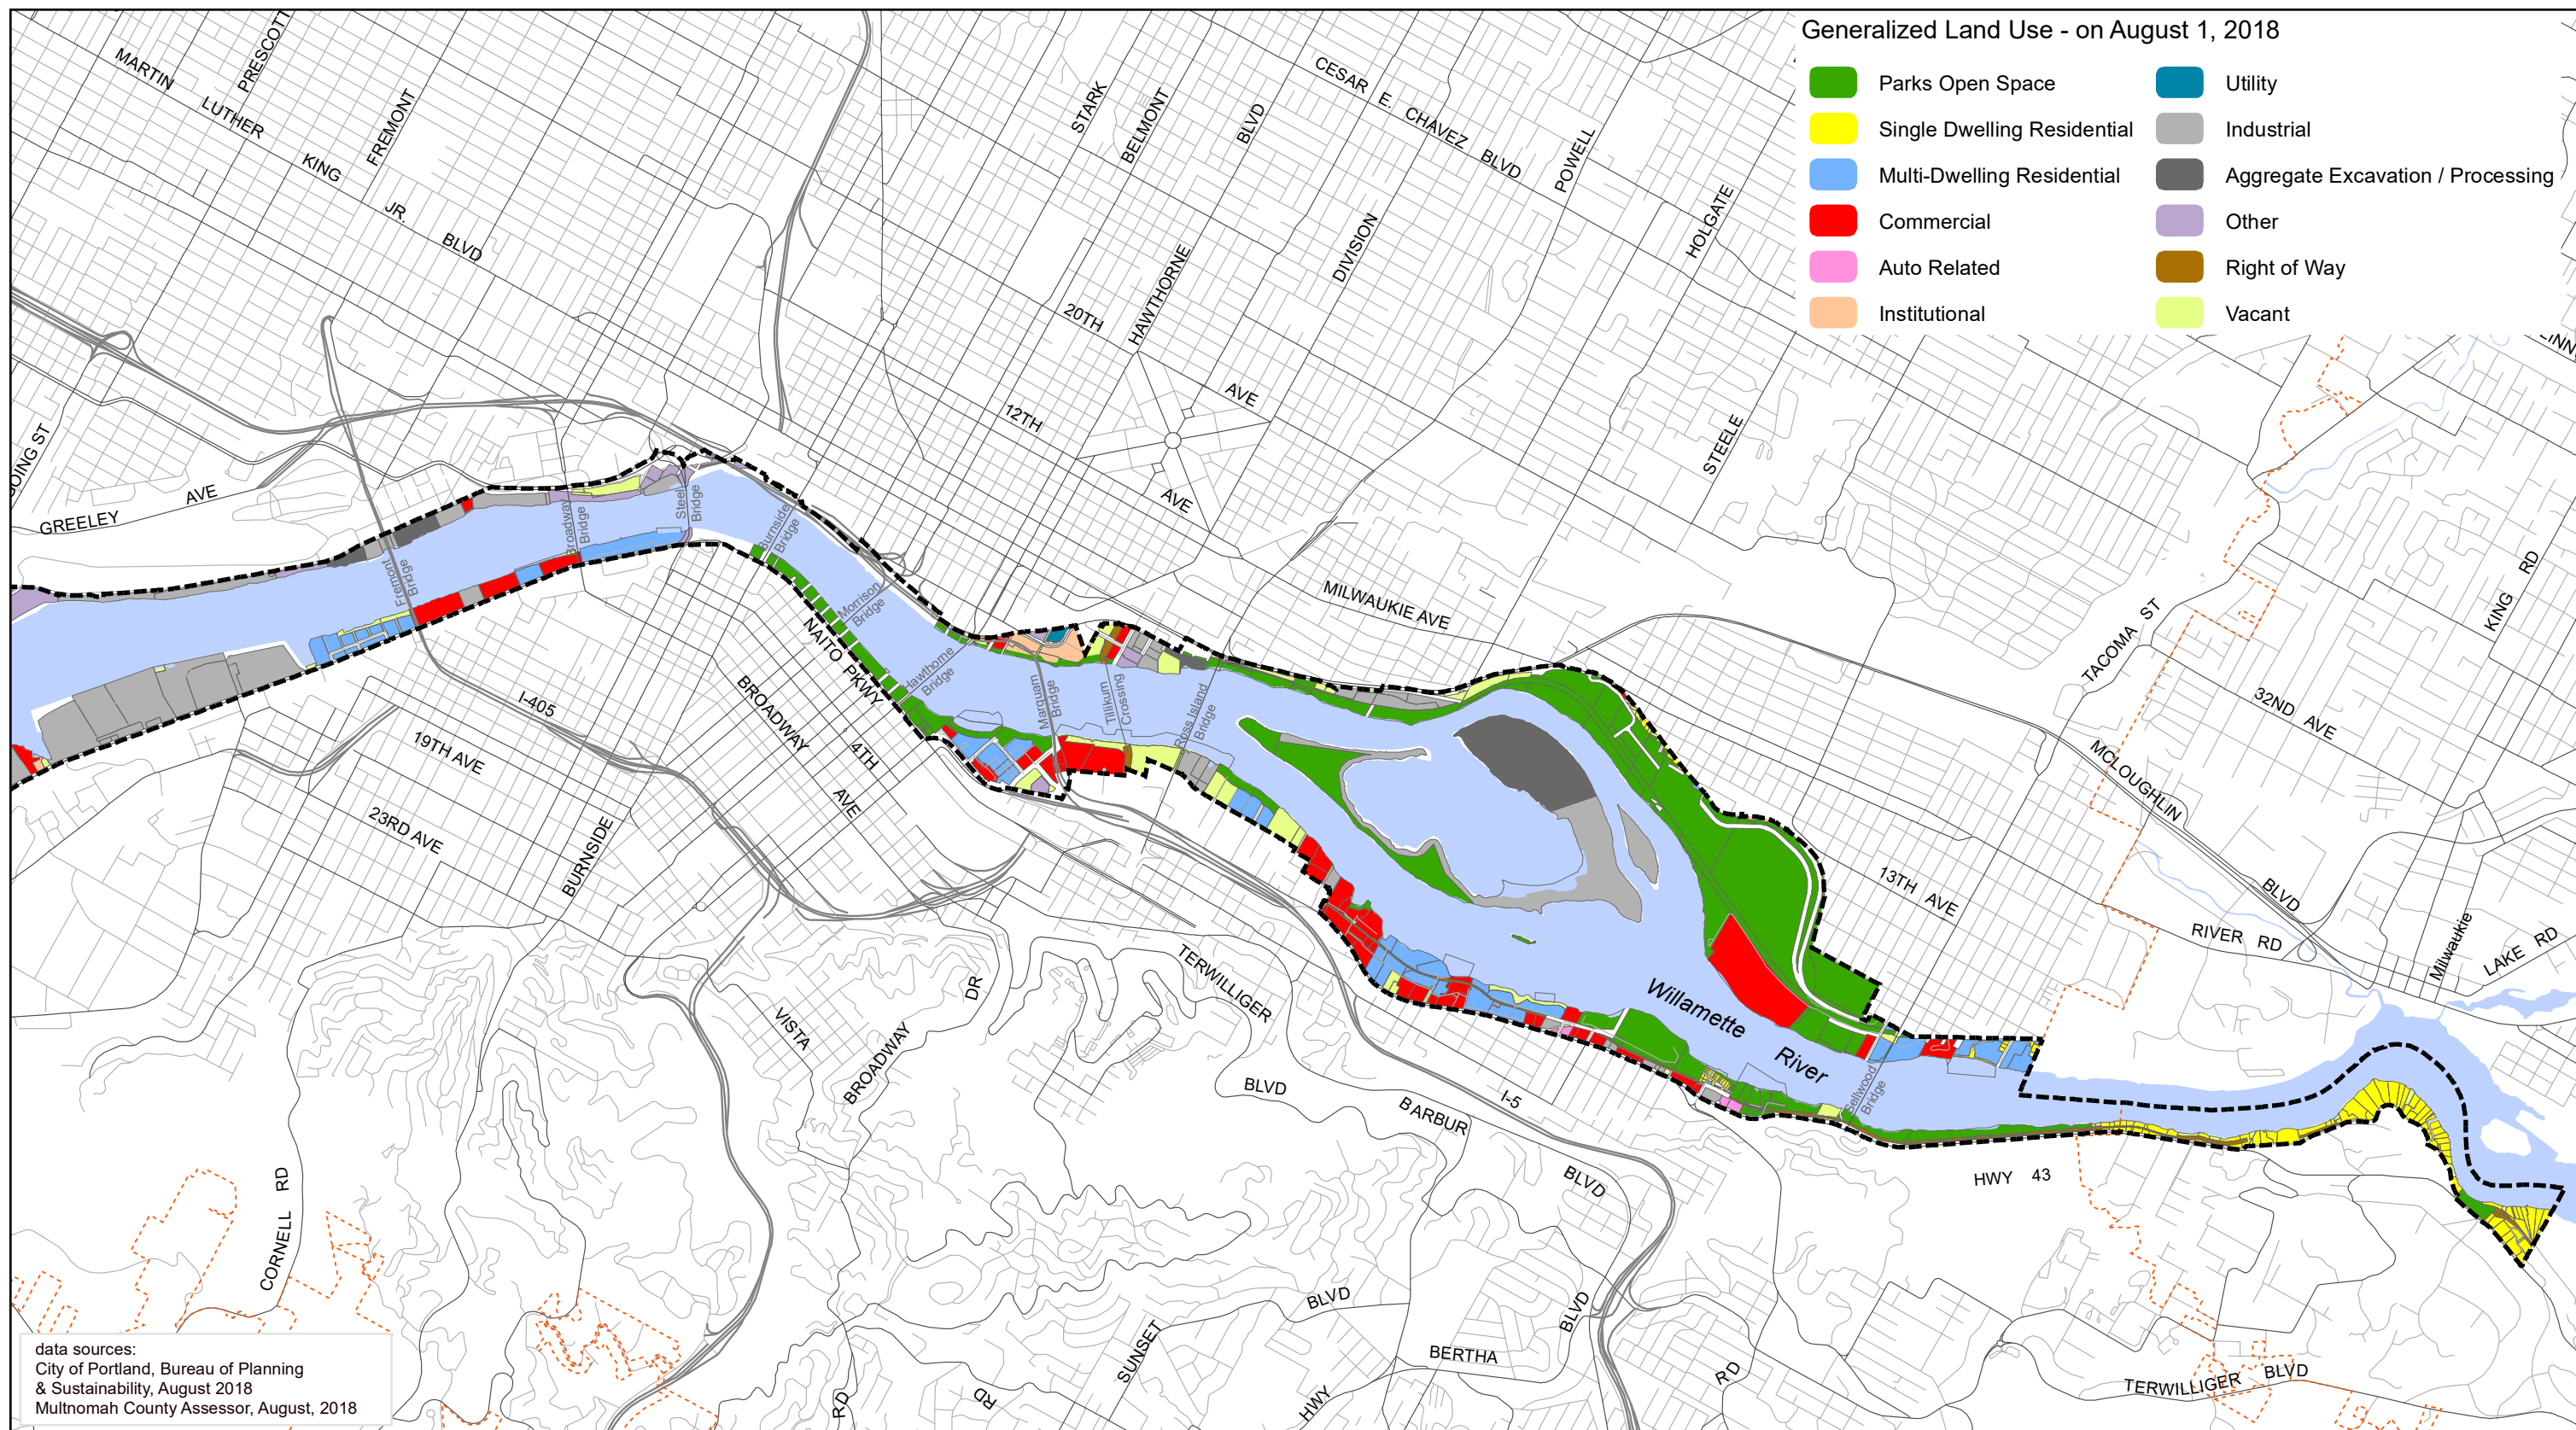 Generalized Land Use - on August 1, 2018
Parks Open Space
Single Dwelling Residential
Multi-Dwelling Residential
Commercial
Auto Related
Institutional
Utility
Industrial
Aggregate Excavation / Processing
Other
Right of Way
Vacant
MARTIN
LUTHER
KING
JR.
BLVD
PRESCOTT
FREMONT
STARK
BELMONT
BLVD
CESAR E. CHAVEZ BLVD
POWELL
HOLGATE
HAWTHORNE
DIVISION
20TH
AVE
12TH
AVE
STEELE
GREELEY
AVE
MILWAUKIE AVE
TACOMA ST
KING RD
32ND AVE
MCLOUGHLIN
BLVD
13TH AVE
RIVER RD
Milwaukie
LAKE RD
Fremont
Bridge
Broadway
Bridge
Steel
Bridge
Burnside
Bridge
Morrison
Bridge
Hawthorne
Bridge
Marquam
Bridge
Tilikum
Crossing
Ross Island
Bridge
Sellwood
Bridge
Willamette
River
NAITO PKWY
BROADWAY
4TH
AVE
I-405
19TH AVE
23RD AVE
BURNSIDE
VISTA
BROADWAY
DR
TERWILLIGER
BLVD
BARBUR
BLVD
I-5
HWY 43
CORNELL RD
RD
SUNSET
RD
BLVD
HWY
BERTHA
BLVD
RD
TERWILLIGER BLVD
data sources:
City of Portland, Bureau of Planning
& Sustainability, August 2018
Multnomah County Assessor, August, 2018